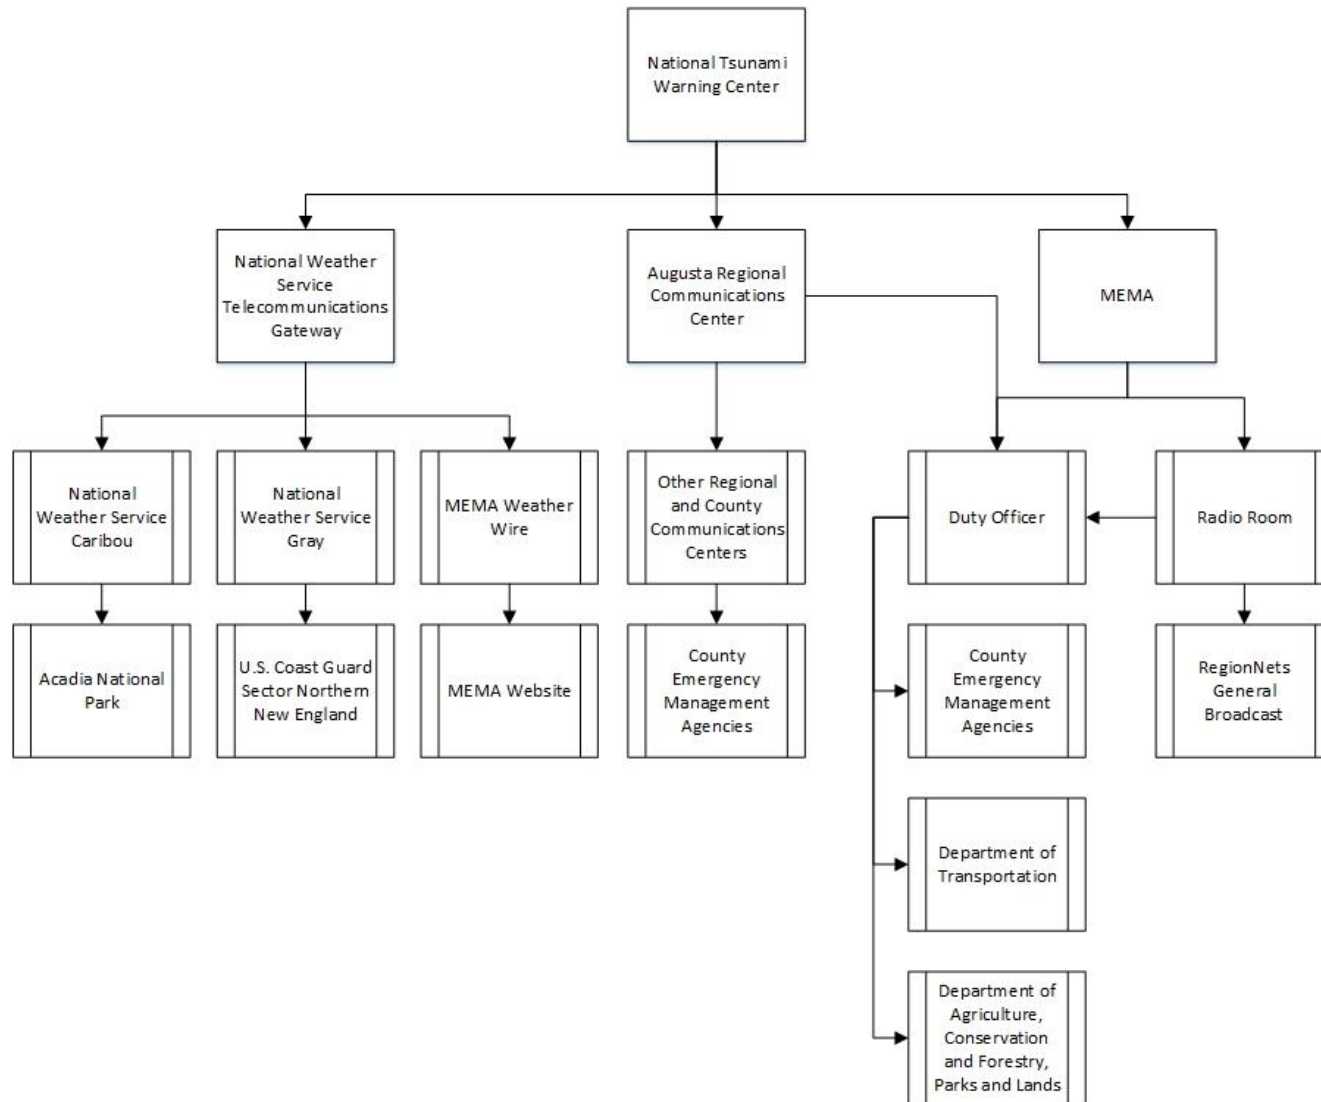 National Tsunami
Warning Center
National Weather
Service
Telecommunications
Gateway
Augusta Regional
Communications
Center
MEMA
National
Weather Service
Caribou
National
Weather Service
Gray
MEMA Weather
Wire
Other Regional
and County
Communications
Centers
Duty Officer
Radio Room
Acadia National
Park
U.S. Coast Guard
Sector Northern
New England
MEMA Website
County
Emergency
Management
Agencies
County
Emergency
Management
Agencies
RegionNets
General
Broadcast
Department of
Transportation
Department of
Agriculture,
Conservation
and Forestry,
Parks and Lands